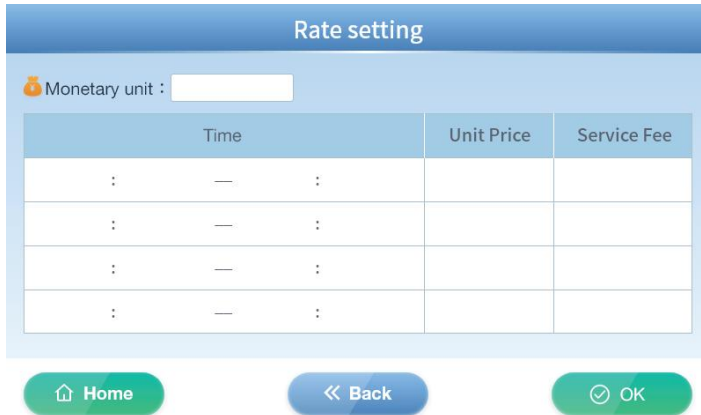 Rate setting
Monetary unit：
Time Unit Price Service Fee
: — :
: — :
: — :
: — :
Home Back OK